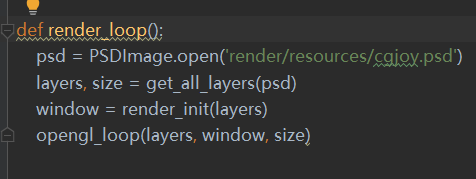 def render_loop():
    psd = PSDImage.open('render/resources/cgjoy.psd')
    layers, size = get_all_layers(psd)
    window = render_init(layers)
    opengl_loop(layers, window, size)